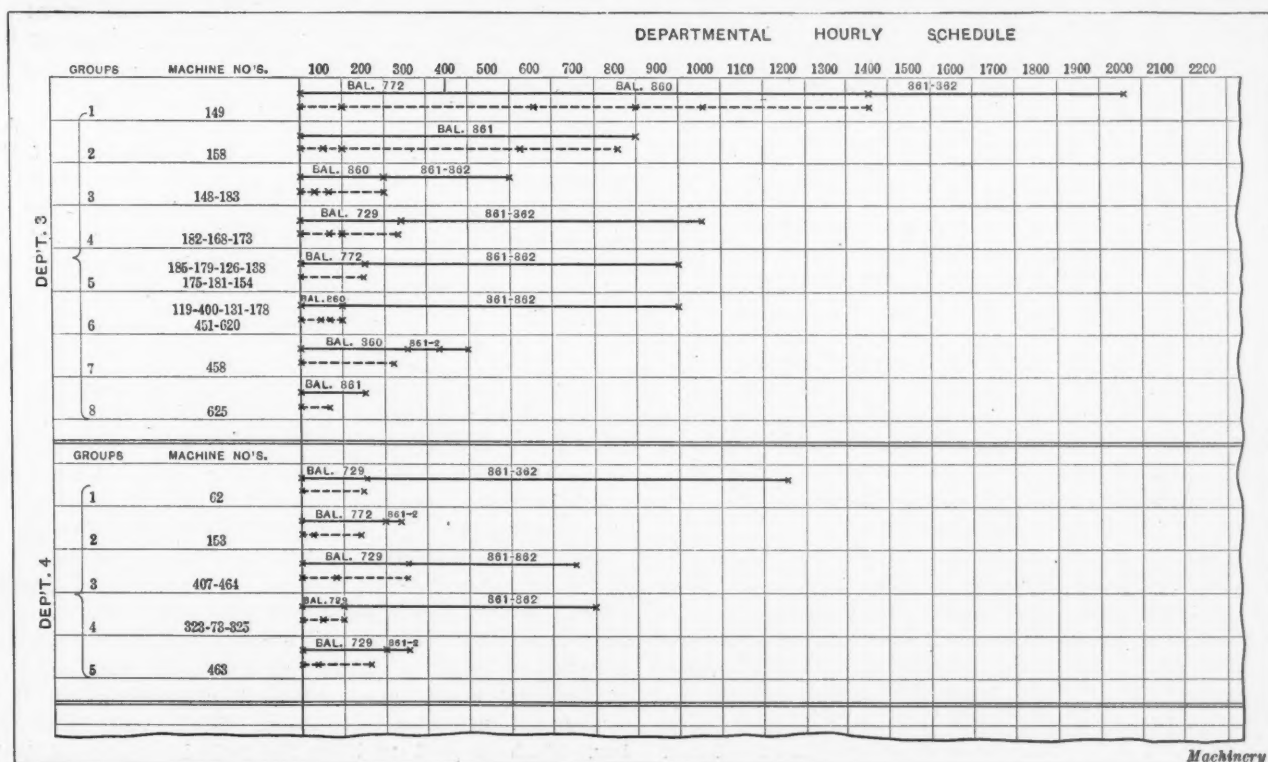 DEPARTMENTAL HOURLY SCHEDULE
GROUPS MACHINE NO'S. 100 200 300 400 500 600 700 800 900 1000 1100 1200 1300 1400 1500 1600 1700 1800 1900 2000 2100 2200
DEP'T. 3
BAL. 772 BAL. 860 861-362
1 149
BAL. 861
2 158
BAL. 860 861-862
3 148-183
BAL. 729 861-362
4 182-168-173
185-179-126-138 BAL. 772 861-862
5 175-181-154
119-400-131-178 BAL. 860 861-862
6 451-620
BAL. 860 861-2
7 458
BAL. 861
8 625
GROUPS MACHINE NO'S.
DEP'T. 4
BAL. 729 861-362
1 62
BAL. 772 861-2
2 153
BAL. 729 861-862
3 407-464
BAL. 729 861-862
4 323-73-325
BAL. 729 861-2
5 463
Machinery